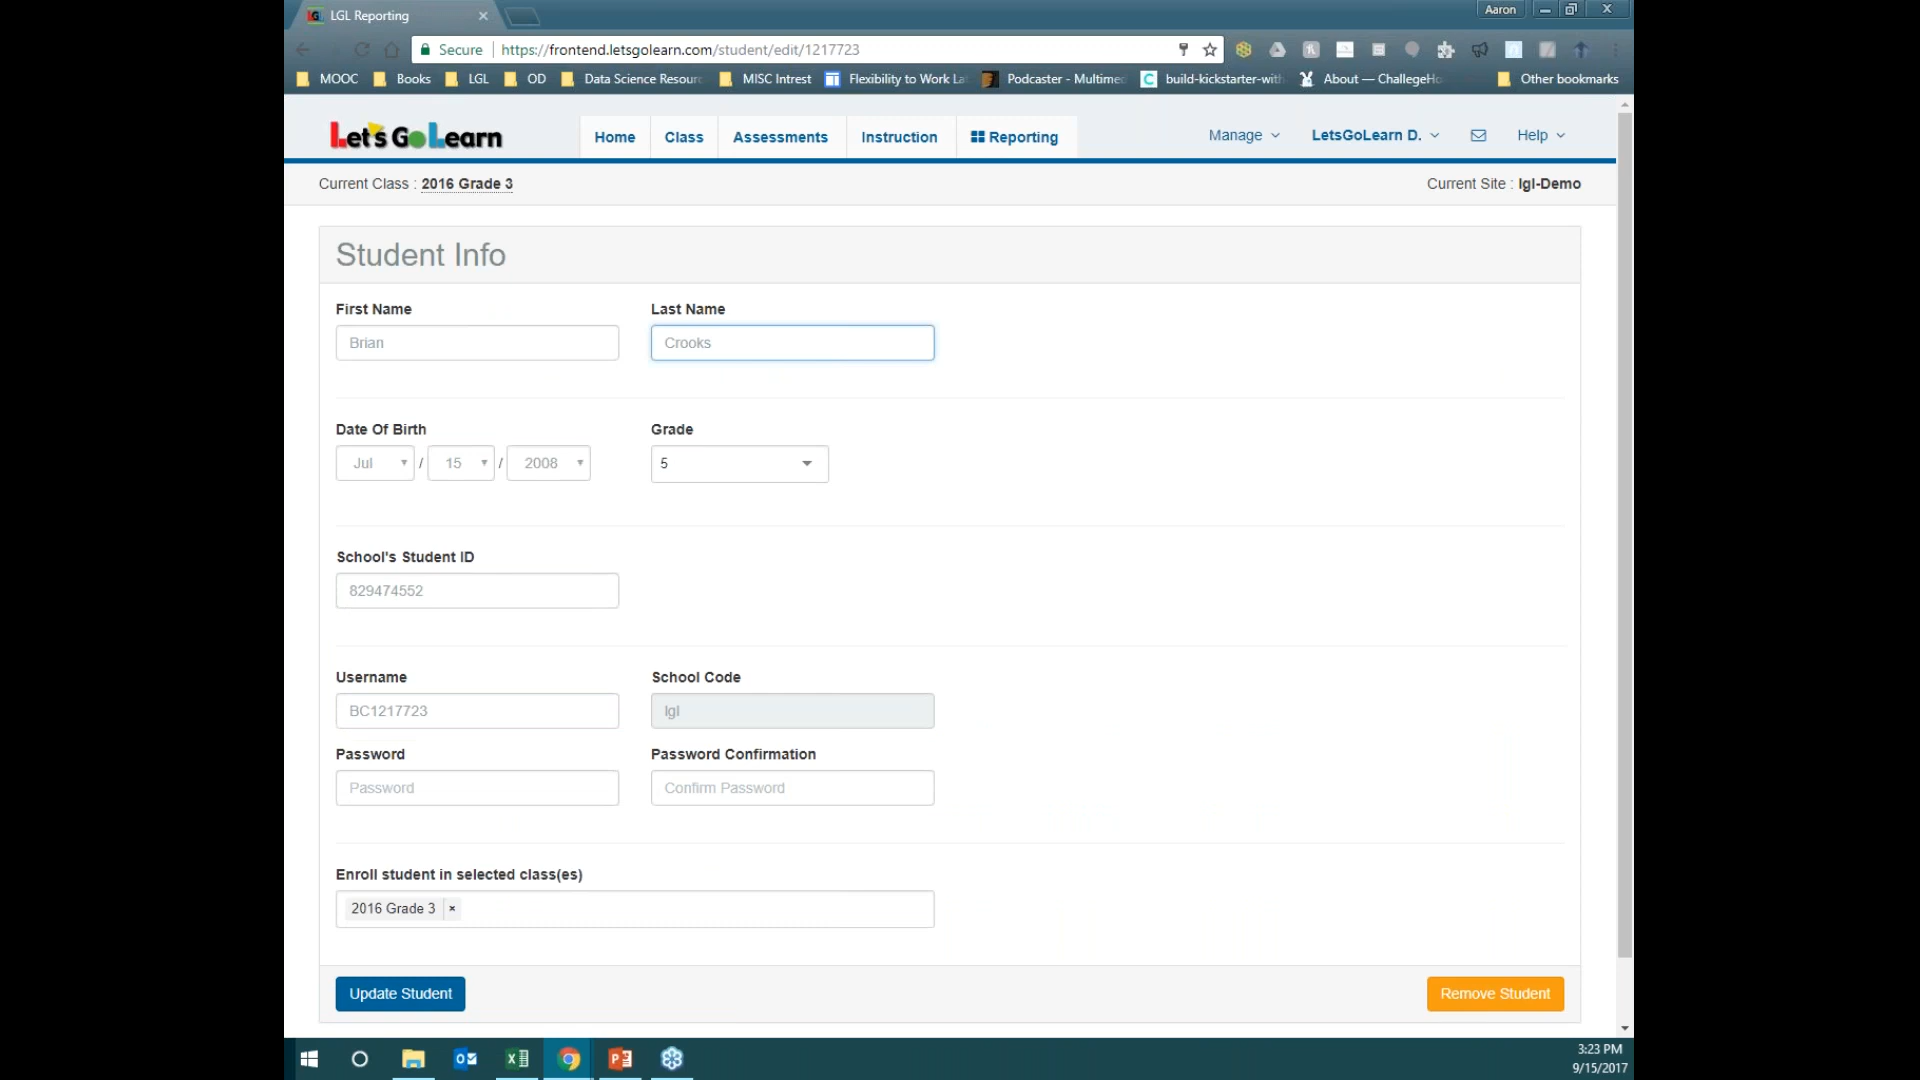 LGL Reporting
Aaron
Secure https://frontend.letsgolearn.com/student/edit/1217723
MOOC Books LGL OD Data Science Resour MISC Intrest Flexibility to Work La Podcaster - Multime build-kickstarter-with About — ChallegeHo Other bookmarks
Let's Go Learn
Home Class Assessments Instruction Reporting Manage LetsGoLearn D. Help
Current Class : 2016 Grade 3 Current Site : lgl-Demo
Student Info
First Name Last Name
Brian Crooks
Date Of Birth Grade
Jul / 15 / 2008 5
School's Student ID
829474552
Username School Code
BC1217723 lgl
Password Password Confirmation
Password Confirm Password
Enroll student in selected class(es)
2016 Grade 3 ×
Update Student Remove Student
3:23 PM
9/15/2017